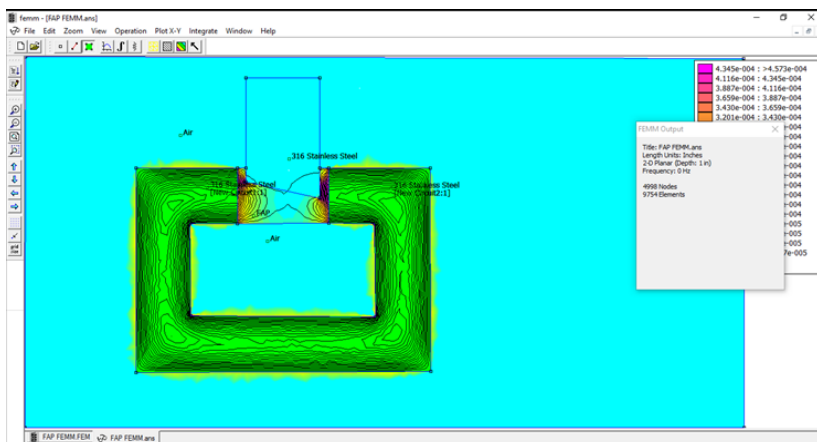 femm - [FAP FEMM.ans]
File Edit Zoom View Operation Plot X-Y Integrate Window Help
4.345e-004 : >4.573e-004
4.116e-004 : 4.345e-004
3.887e-004 : 4.116e-004
3.659e-004 : 3.887e-004
3.430e-004 : 3.659e-004
3.201e-004 : 3.430e-004
FEMM Output
Title: FAP FEMM.ans
Length Units: Inches
2-D Planar (Depth: 1 in)
Frequency: 0 Hz
4998 Nodes
9754 Elements
Air
316 Stainless Steel
316 Stainless Steel
316 Stainless Steel
[New Circuit2:1]
FAP
Air
FAP FEMM.FEM
FAP FEMM.ans